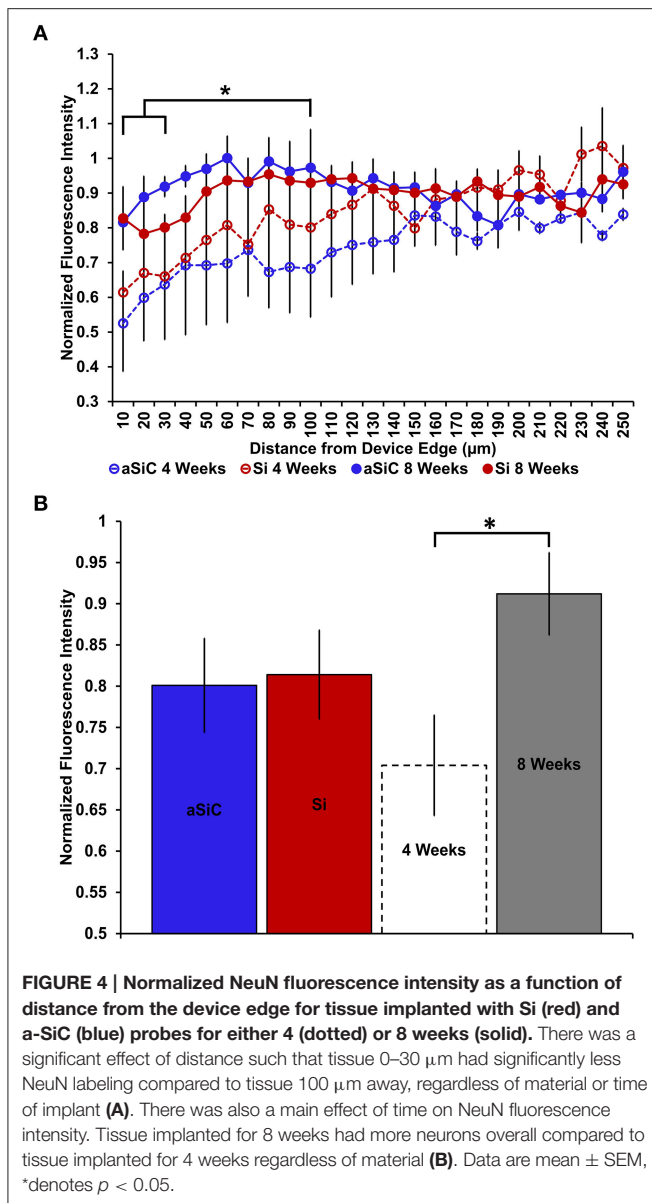 A
*
Normalized Fluorescence Intensity
1.3
1.2
1.1
1
0.9
0.8
0.7
0.6
0.5
0.4
0.3
10 20 30 40 50 60 70 80 90 100 110 120 130 140 150 160 170 180 190 200 210 220 230 240 250
Distance from Device Edge (µm)
aSiC 4 Weeks Si 4 Weeks aSiC 8 Weeks Si 8 Weeks
B
*
Normalized Fluorescence Intensity
1
0.95
0.9
0.85
0.8
0.75
0.7
0.65
0.6
0.55
0.5
aSiC
Si
4 Weeks
8 Weeks
FIGURE 4 | Normalized NeuN fluorescence intensity as a function of
distance from the device edge for tissue implanted with Si (red) and
a-SiC (blue) probes for either 4 (dotted) or 8 weeks (solid). There was a
significant effect of distance such that tissue 0–30 µm had significantly less
NeuN labeling compared to tissue 100 µm away, regardless of material or time
of implant (A). There was also a main effect of time on NeuN fluorescence
intensity. Tissue implanted for 8 weeks had more neurons overall compared to
tissue implanted for 4 weeks regardless of material (B). Data are mean ± SEM,
*denotes p < 0.05.